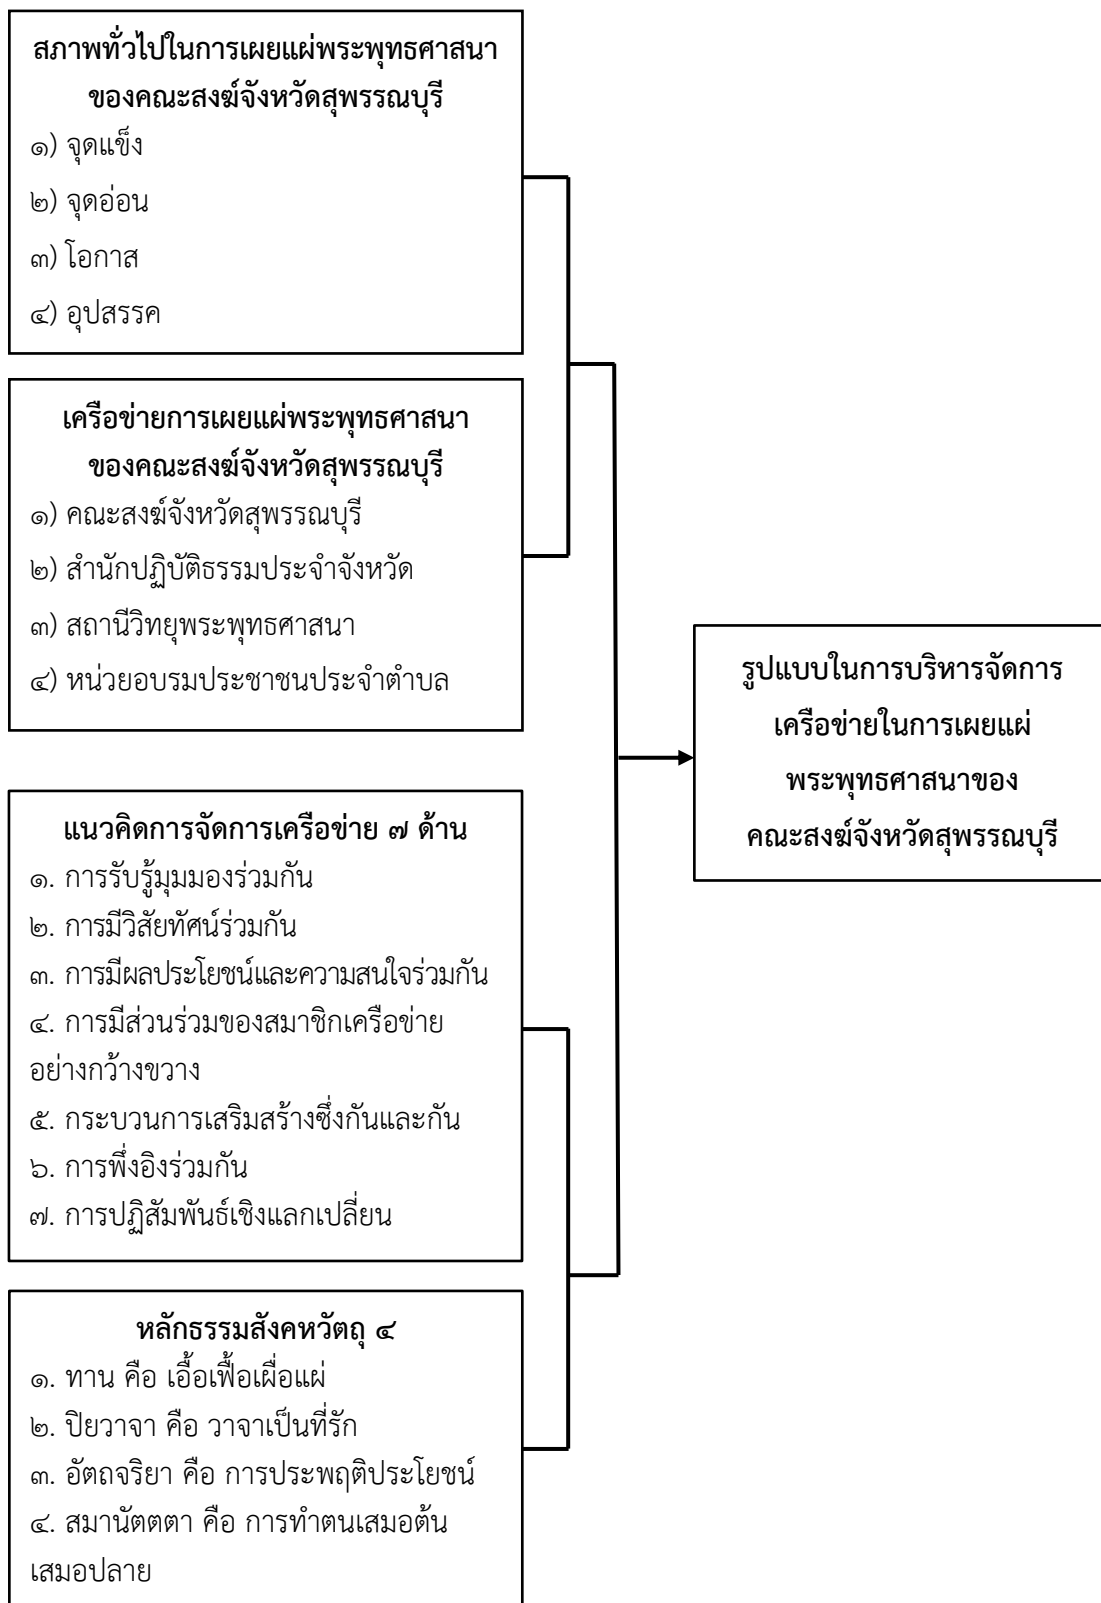 สภาพทั่วไปในการเผยแผ่พระพุทธศาสนา
ของคณะสงฆ์จังหวัดสุพรรณบุรี
๑) จุดแข็ง
๒) จุดอ่อน
๓) โอกาส
๔) อุปสรรค
เครือข่ายการเผยแผ่พระพุทธศาสนา
ของคณะสงฆ์จังหวัดสุพรรณบุรี
๑) คณะสงฆ์จังหวัดสุพรรณบุรี
๒) สำนักปฏิบัติธรรมประจำจังหวัด
๓) สถานีวิทยุพระพุทธศาสนา
๔) หน่วยอบรมประชาชนประจำตำบล
แนวคิดการจัดการเครือข่าย ๗ ด้าน
๑. การรับรู้มุมมองร่วมกัน
๒. การมีวิสัยทัศน์ร่วมกัน
๓. การมีผลประโยชน์และความสนใจร่วมกัน
๔. การมีส่วนร่วมของสมาชิกเครือข่าย
อย่างกว้างขวาง
๕. กระบวนการเสริมสร้างซึ่งกันและกัน
๖. การพึ่งอิงร่วมกัน
๗. การปฏิสัมพันธ์เชิงแลกเปลี่ยน
หลักธรรมสังคหวัตถุ ๔
๑. ทาน คือ เอื้อเฟื้อเผื่อแผ่
๒. ปิยวาจา คือ วาจาเป็นที่รัก
๓. อัตถจริยา คือ การประพฤติประโยชน์
๔. สมานัตตตา คือ การทำตนเสมอต้น
เสมอปลาย
รูปแบบในการบริหารจัดการ
เครือข่ายในการเผยแผ่
พระพุทธศาสนาของ
คณะสงฆ์จังหวัดสุพรรณบุรี